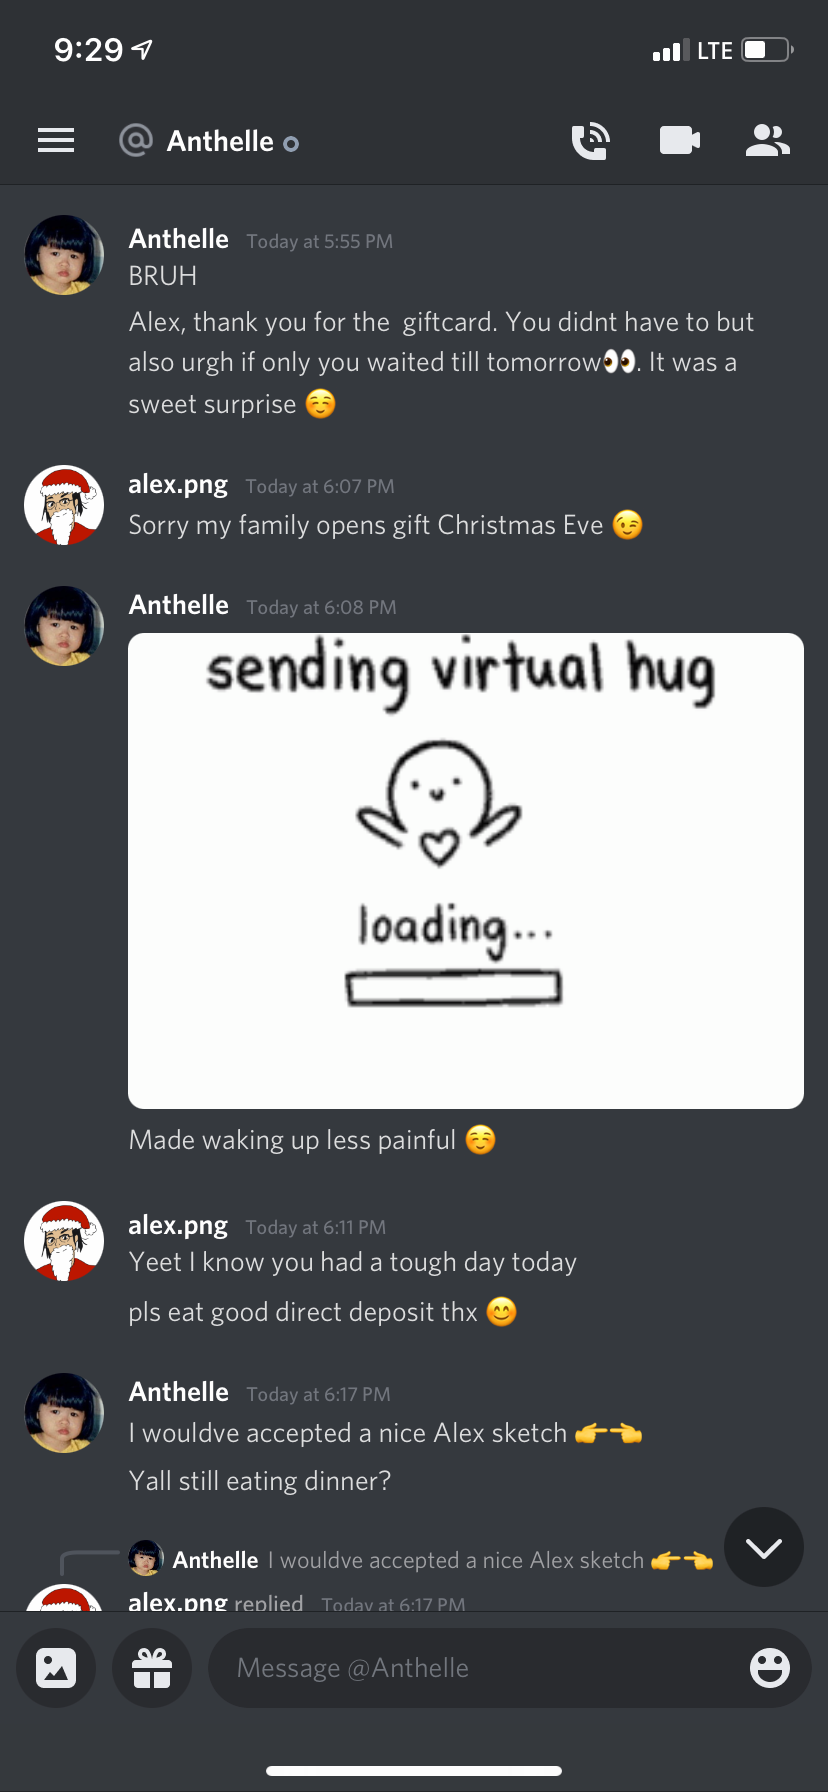 9:29
LTE
@ Anthelle
Anthelle Today at 5:55 PM
BRUH
Alex, thank you for the giftcard. You didnt have to but
also urgh if only you waited till tomorrow👀. It was a
sweet surprise ☺️
alex.png Today at 6:07 PM
Sorry my family opens gift Christmas Eve 😉
Anthelle Today at 6:08 PM
sending virtual hug
loading...
Made waking up less painful ☺️
alex.png Today at 6:11 PM
Yeet I know you had a tough day today
pls eat good direct deposit thx 😊
Anthelle Today at 6:17 PM
I wouldve accepted a nice Alex sketch 👉👈
Yall still eating dinner?
Anthelle I wouldve accepted a nice Alex sketch 👉👈
alex.png replied Today at 6:17 PM
Message @Anthelle